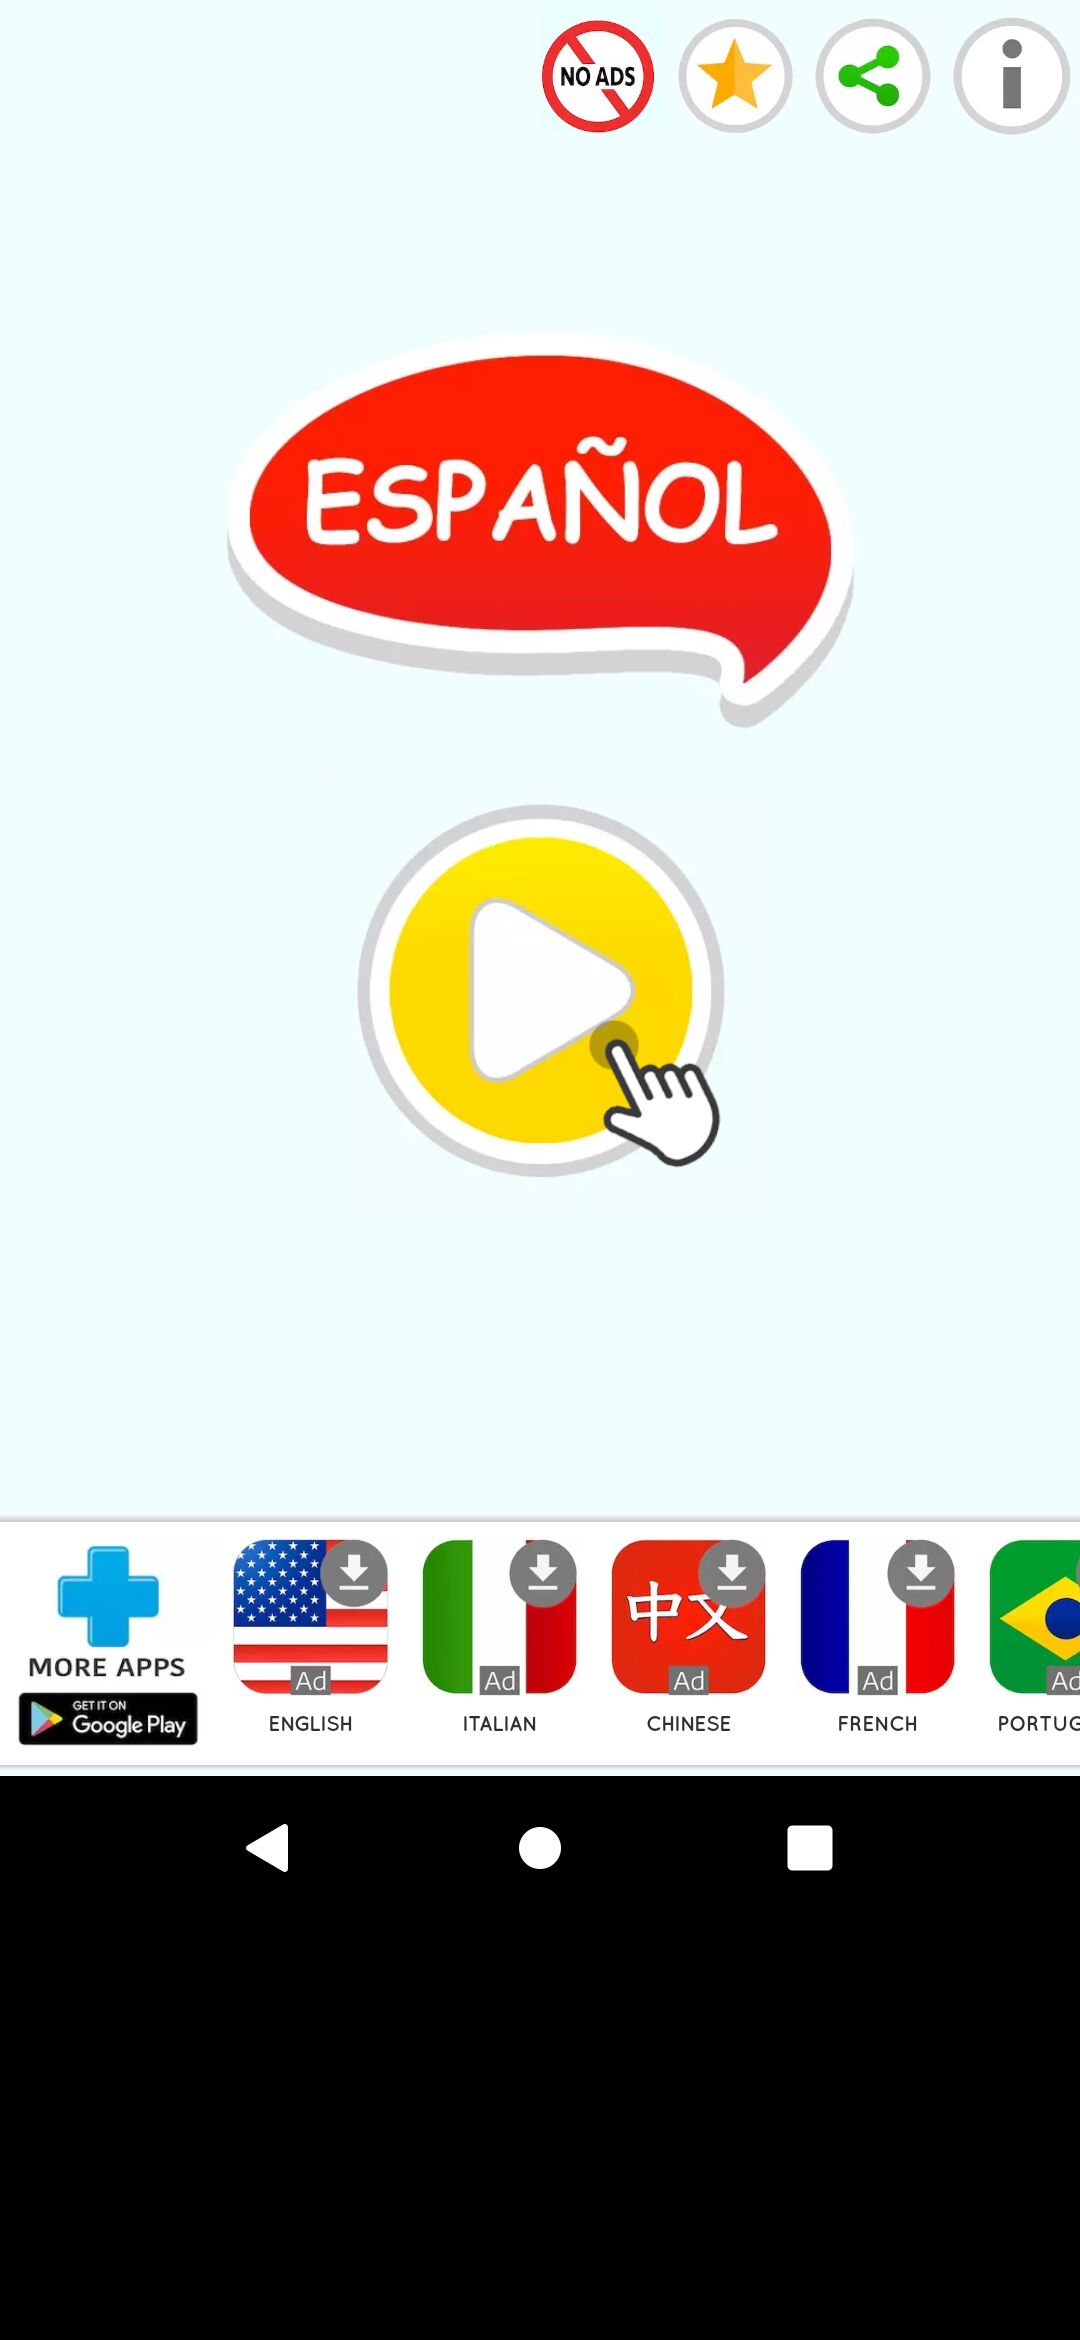 NO ADS
ESPAÑOL
中文
MORE APPS
GET IT ON
Google Play
Ad
Ad
Ad
Ad
Ad
ENGLISH
ITALIAN
CHINESE
FRENCH
PORTUG